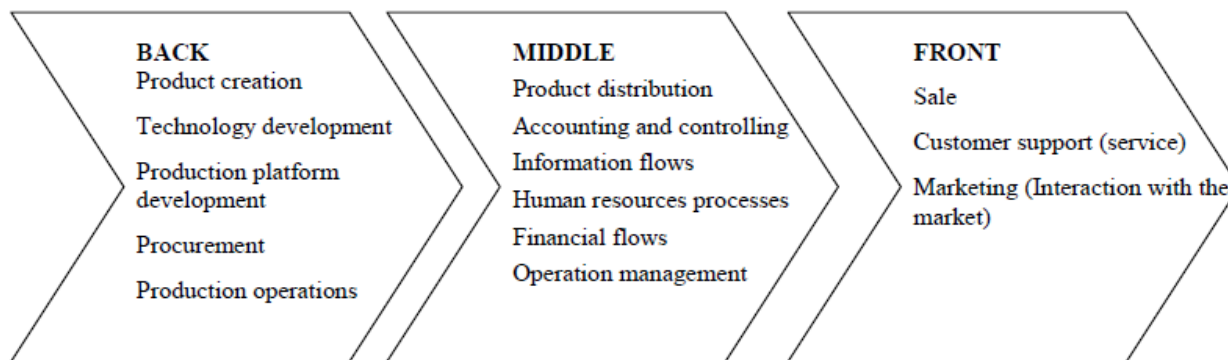 BACK
Product creation
Technology development
Production platform
development
Procurement
Production operations
MIDDLE
Product distribution
Accounting and controlling
Information flows
Human resources processes
Financial flows
Operation management
FRONT
Sale
Customer support (service)
Marketing (Interaction with the
market)